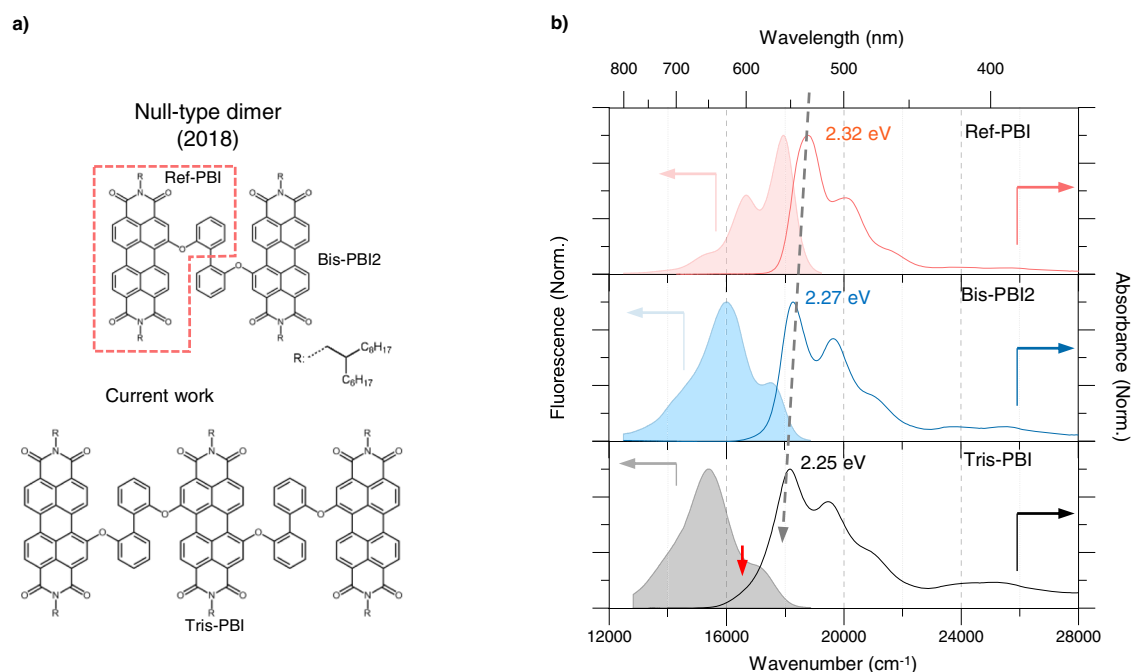 a)
Null-type dimer
(2018)
Ref-PBI
R
R
O
N
O
O
N
O
O
O
Bis-PBI2
O
N
O
O
N
O
R
R
R:
C₈H₁₇
C₆H₁₇
Current work
R
R
R
O
N
O
O
N
O
O
N
O
O
O
O
O
O
N
O
O
N
O
O
N
O
R
R
R
Tris-PBI
b)
Wavelength (nm)
800
700
600
500
400
2.32 eV
Ref-PBI
2.27 eV
Bis-PBI2
2.25 eV
Tris-PBI
Fluorescence (Norm.)
Absorbance (Norm.)
12000
16000
20000
24000
28000
Wavenumber (cm⁻¹)